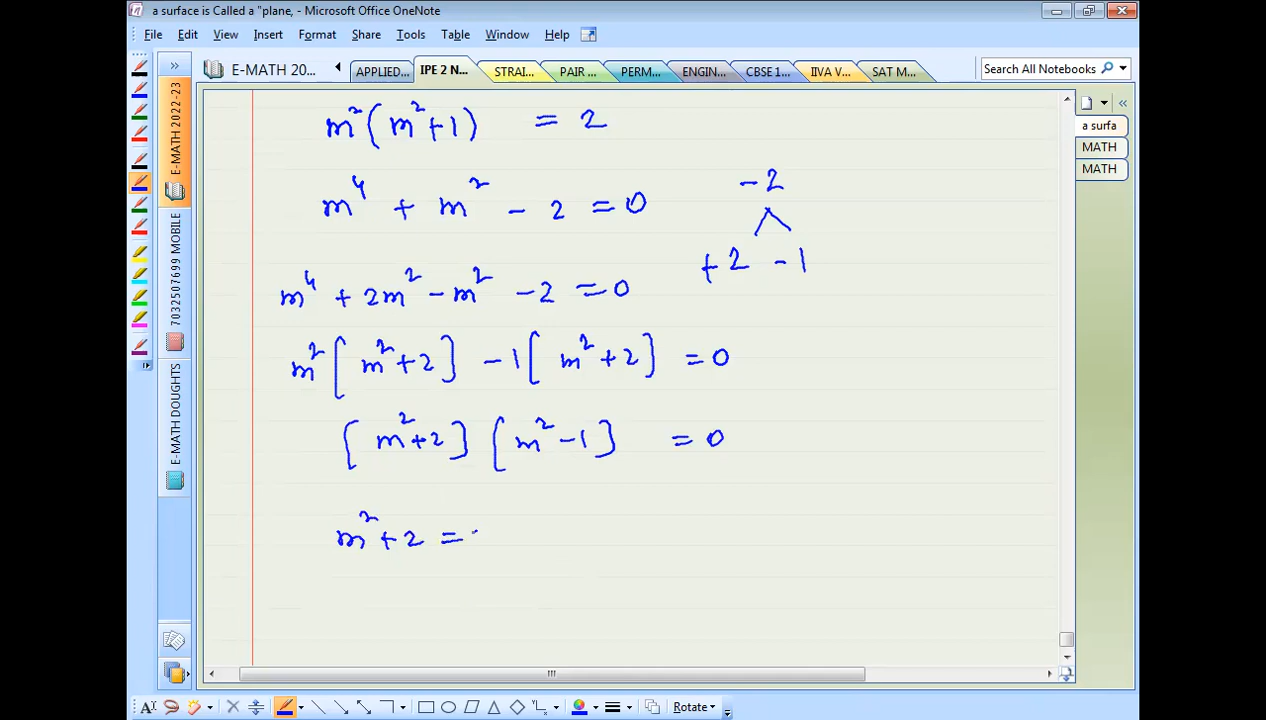 a surface is Called a "plane, - Microsoft Office OneNote
File Edit View Insert Format Share Tools Table Window Help
E-MATH 20... APPLIED... IPE 2 N... STRAI... PAIR ... PERM... ENGIN... CBSE 1... IIVA V... SAT M... Search All Notebooks
a surfa
MATH
MATH
E-MATH 2022-23
7032507699 MOBILE
E-MATH DOUGHTS
m²(m²+1) = 2
m⁴ + m² - 2 = 0
-2
+2 -1
m⁴ + 2m² - m² - 2 = 0
m²[m²+2] - 1[m²+2] = 0
[m²+2][m²-1] = 0
m²+2 =
Rotate